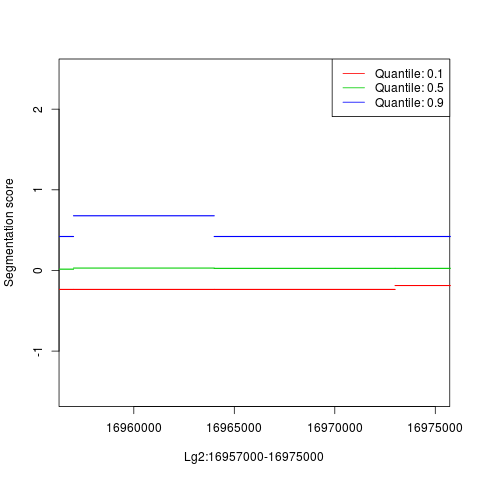 Quantile: 0.1
Quantile: 0.5
Quantile: 0.9
Segmentation score
2
1
0
-1
16960000 16965000 16970000 16975000
Lg2:16957000-16975000